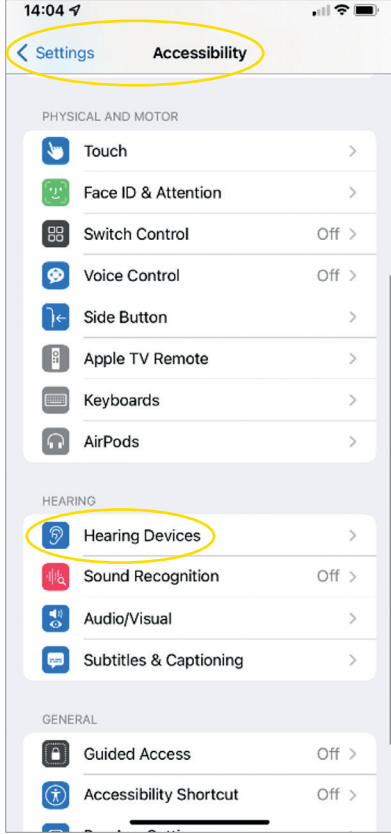 14:04
Settings Accessibility
PHYSICAL AND MOTOR
Touch
Face ID & Attention
Switch Control Off
Voice Control Off
Side Button
Apple TV Remote
Keyboards
AirPods
HEARING
Hearing Devices
Sound Recognition Off
Audio/Visual
Subtitles & Captioning
GENERAL
Guided Access Off
Accessibility Shortcut Off